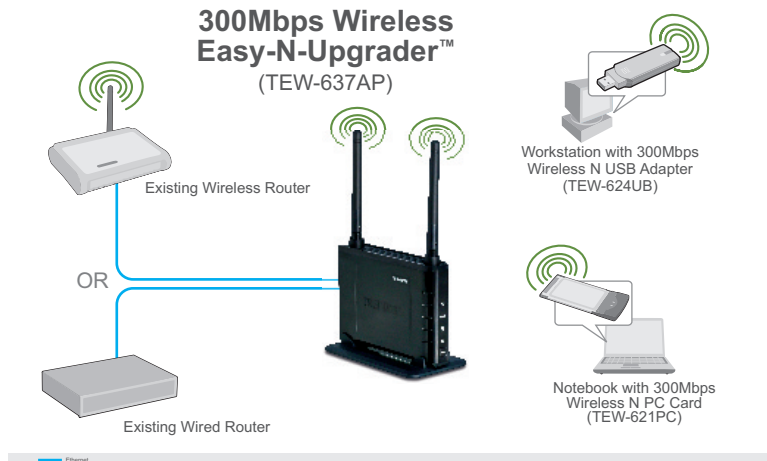 300Mbps Wireless
Easy-N-Upgrader™
(TEW-637AP)
Existing Wireless Router
OR
Existing Wired Router
Workstation with 300Mbps
Wireless N USB Adapter
(TEW-624UB)
Notebook with 300Mbps
Wireless N PC Card
(TEW-621PC)
Ethernet